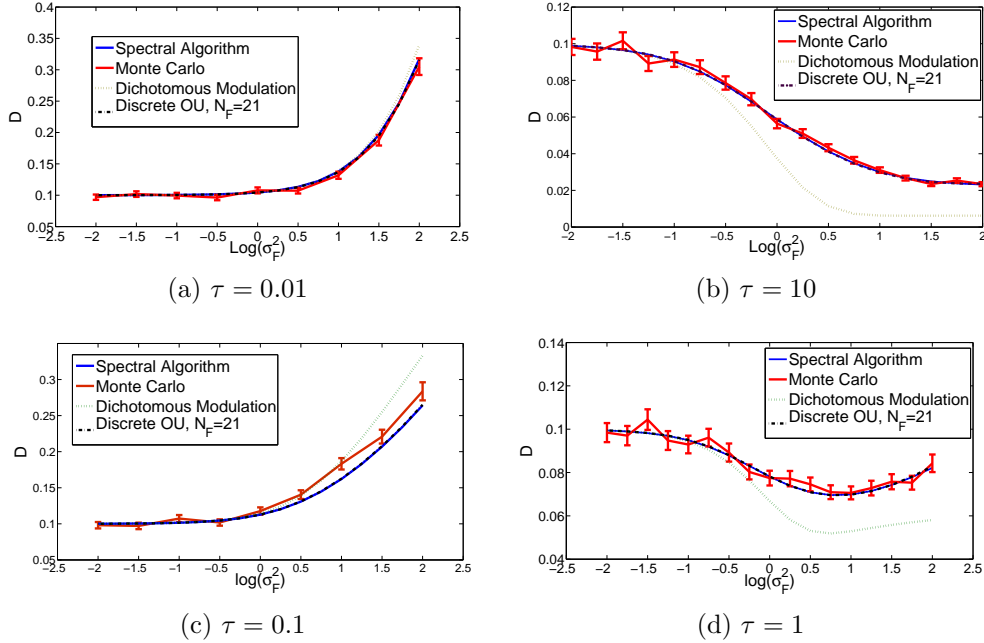 Spectral Algorithm
Monte Carlo
Dichotomous Modulation
Discrete OU, N_F=21
D
0.35
0.3
0.25
0.2
0.15
0.1
0.05
−2.5 −2 −1.5 −1 −0.5 0 0.5 1 1.5 2 2.5
Log(σ_F^2)
(a) τ = 0.01
Spectral Algorithm
Monte Carlo
Dichotomous Modulation
Discrete OU, N_F=21
D
0.12
0.1
0.08
0.06
0.04
0.02
0
−2 −1.5 −1 −0.5 0 0.5 1 1.5 2
Log(σ_F^2)
(b) τ = 10
Spectral Algorithm
Monte Carlo
Dichotomous Modulation
Discrete OU, N_F=21
D
0.3
0.25
0.2
0.15
0.1
0.05
−2.5 −2 −1.5 −1 −0.5 0 0.5 1 1.5 2 2.5
log(σ_F^2)
(c) τ = 0.1
Spectral Algorithm
Monte Carlo
Dichotomous Modulation
Discrete OU, N_F=21
D
0.14
0.12
0.1
0.08
0.06
0.04
−2.5 −2 −1.5 −1 −0.5 0 0.5 1 1.5 2 2.5
log(σ_F^2)
(d) τ = 1